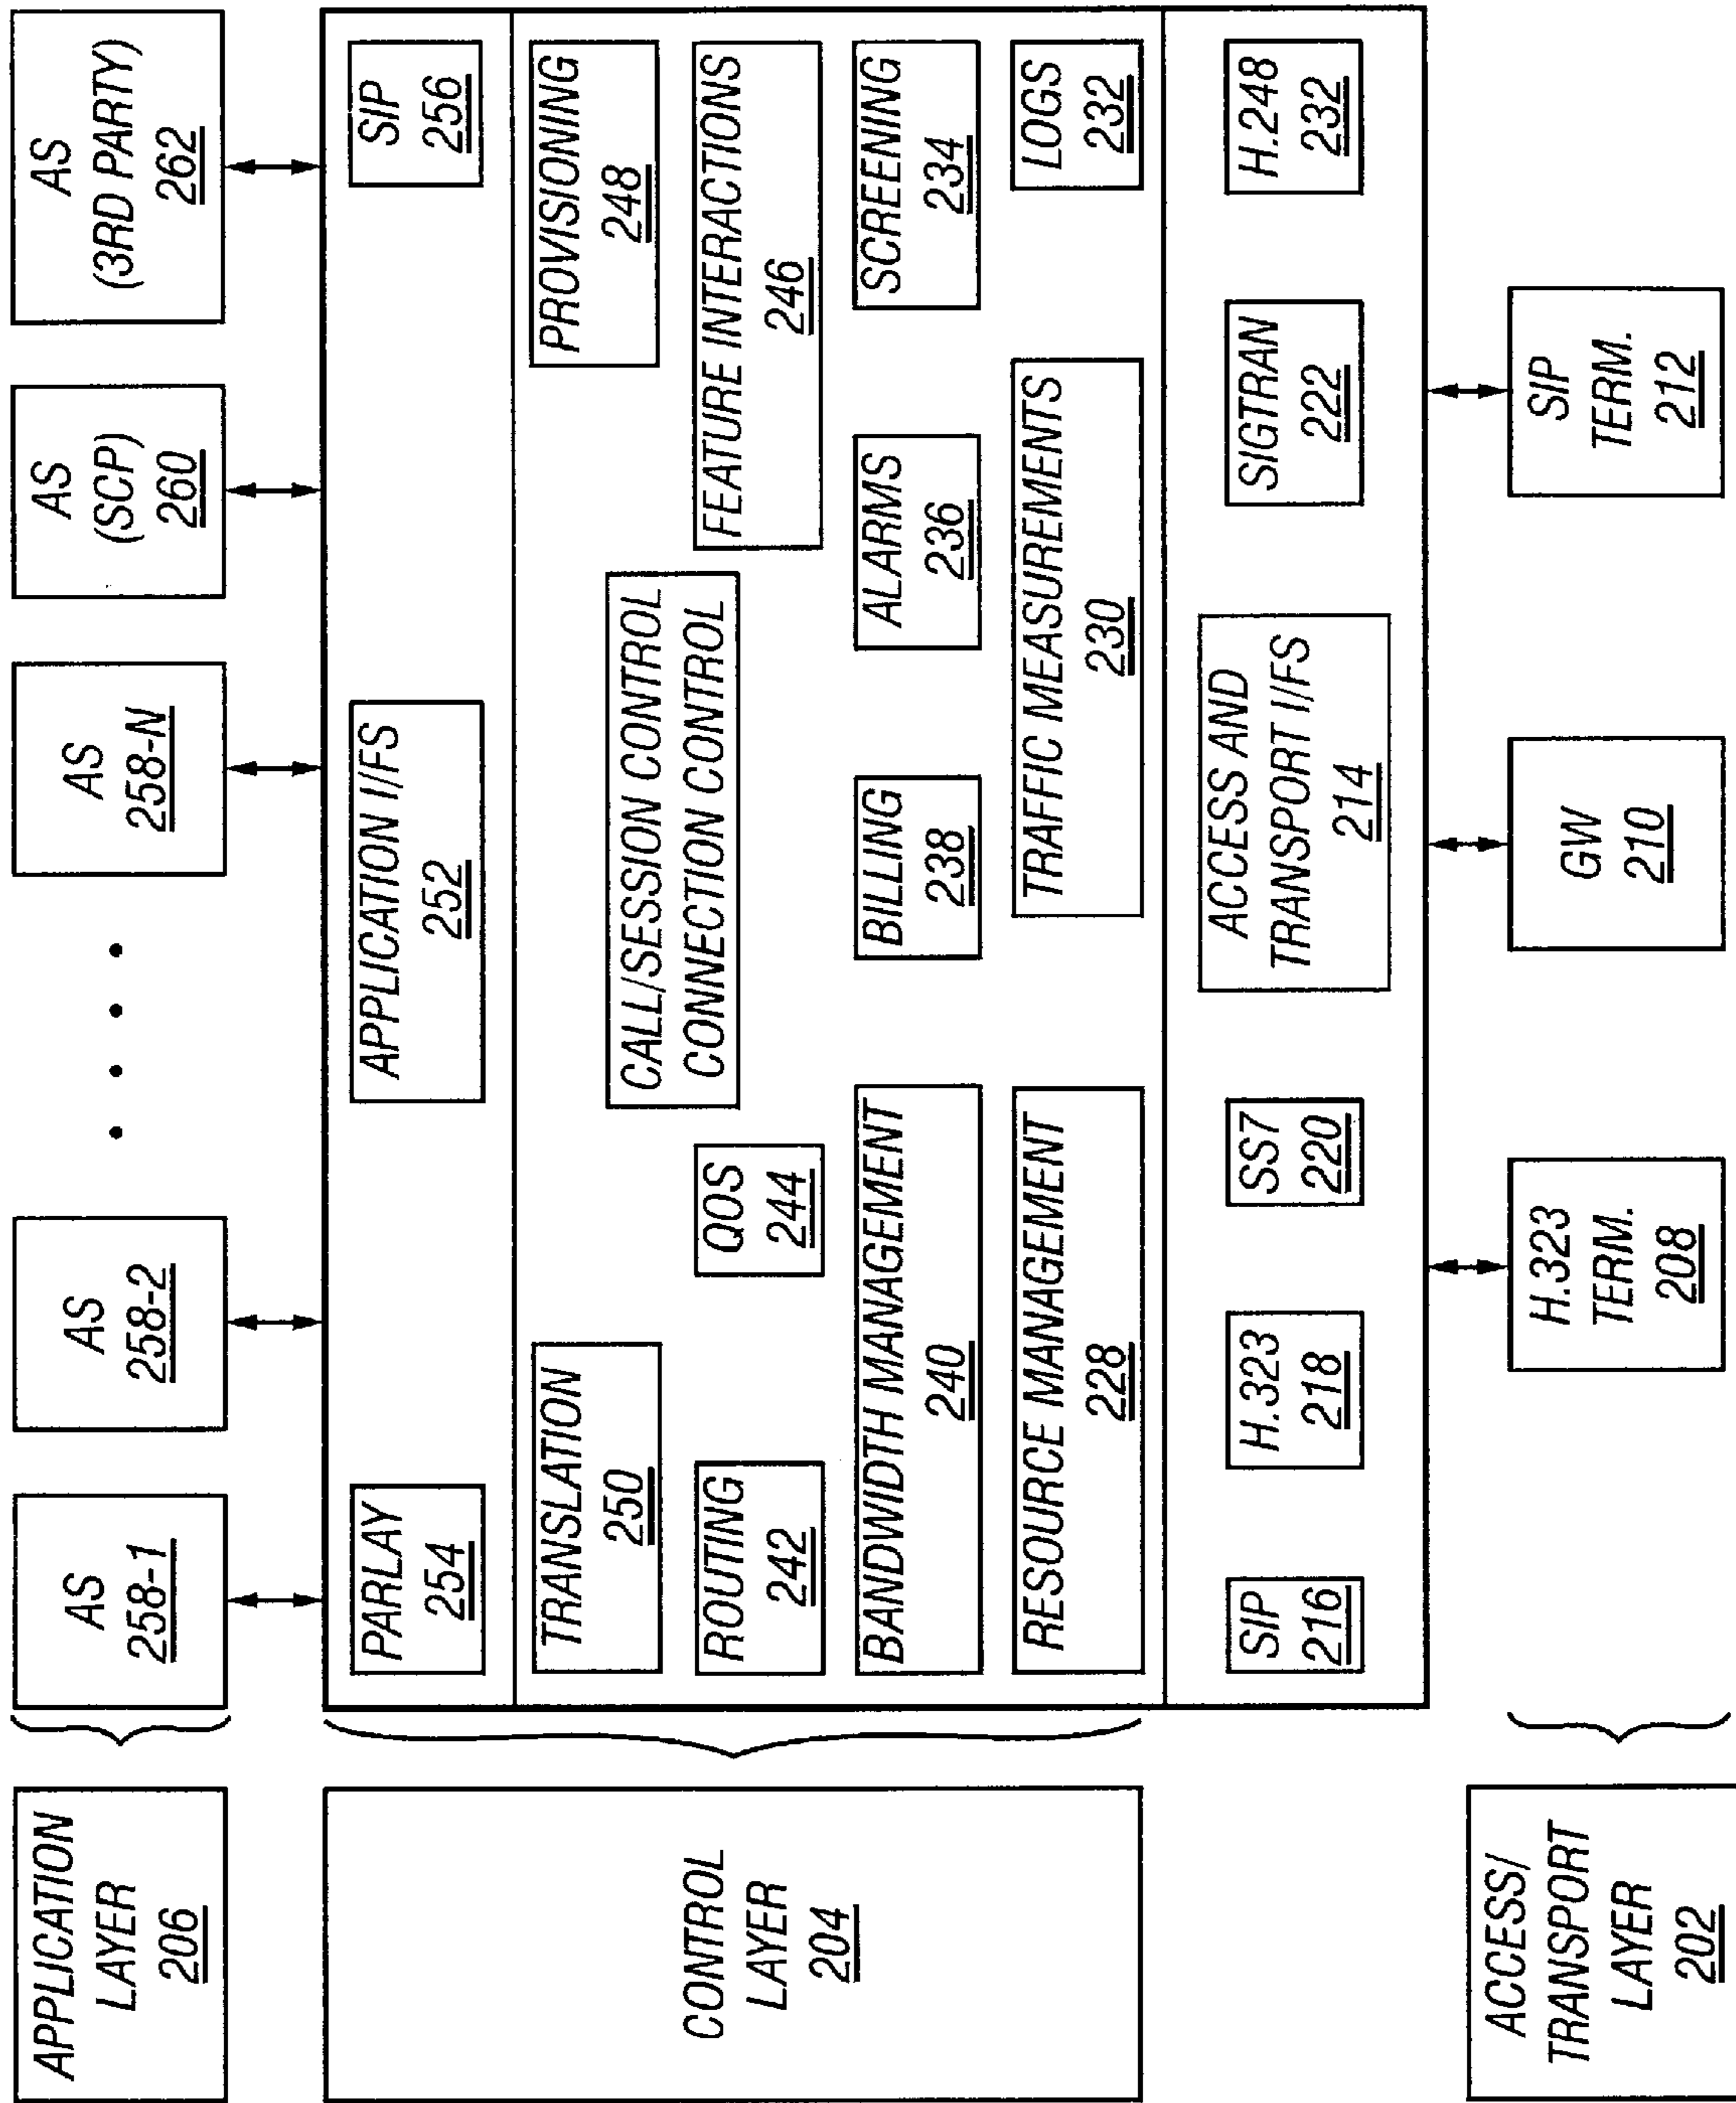 APPLICATION
LAYER
206
AS
258-1
AS
258-2
AS
258-N
AS
(SCP)
260
AS
(3RD PARTY)
262
CONTROL
LAYER
204
PARLAY
254
APPLICATION I/FS
252
SIP
256
TRANSLATION
250
PROVISIONING
248
CALL/SESSION CONTROL
CONNECTION CONTROL
ROUTING
242
QOS
244
FEATURE INTERACTIONS
246
BANDWIDTH MANAGEMENT
240
BILLING
238
ALARMS
236
SCREENING
234
RESOURCE MANAGEMENT
228
TRAFFIC MEASUREMENTS
230
LOGS
232
SIP
216
H.323
218
SS7
220
ACCESS AND
TRANSPORT I/FS
214
SIGTRAN
222
H.248
232
ACCESS/
TRANSPORT
LAYER
202
H.323
TERM.
208
GW
210
SIP
TERM.
212